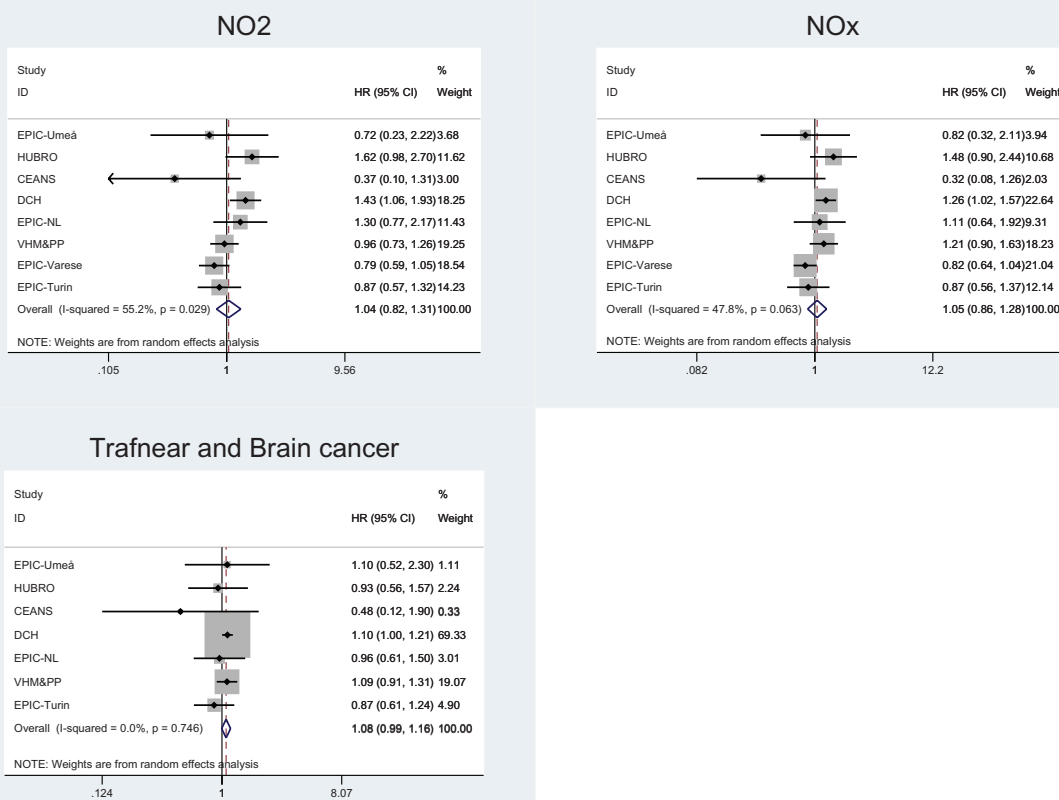 NO2
Study %
ID HR (95% CI) Weight
EPIC-Umeå 0.72 (0.23, 2.22) 3.68
HUBRO 1.62 (0.98, 2.70) 11.62
CEANS 0.37 (0.10, 1.31) 3.00
DCH 1.43 (1.06, 1.93) 18.25
EPIC-NL 1.30 (0.77, 2.17) 11.43
VHM&PP 0.96 (0.73, 1.26) 19.25
EPIC-Varese 0.79 (0.59, 1.05) 18.54
EPIC-Turin 0.87 (0.57, 1.32) 14.23
Overall (I-squared = 55.2%, p = 0.029) 1.04 (0.82, 1.31) 100.00
NOTE: Weights are from random effects analysis
.105 1 9.56
NOx
Study %
ID HR (95% CI) Weight
EPIC-Umeå 0.82 (0.32, 2.11) 3.94
HUBRO 1.48 (0.90, 2.44) 10.68
CEANS 0.32 (0.08, 1.26) 2.03
DCH 1.26 (1.02, 1.57) 22.64
EPIC-NL 1.11 (0.64, 1.92) 9.31
VHM&PP 1.21 (0.90, 1.63) 18.23
EPIC-Varese 0.82 (0.64, 1.04) 21.04
EPIC-Turin 0.87 (0.56, 1.37) 12.14
Overall (I-squared = 47.8%, p = 0.063) 1.05 (0.86, 1.28) 100.00
NOTE: Weights are from random effects analysis
.082 1 12.2
Trafnear and Brain cancer
Study %
ID HR (95% CI) Weight
EPIC-Umeå 1.10 (0.52, 2.30) 1.11
HUBRO 0.93 (0.56, 1.57) 2.24
CEANS 0.48 (0.12, 1.90) 0.33
DCH 1.10 (1.00, 1.21) 69.33
EPIC-NL 0.96 (0.61, 1.50) 3.01
VHM&PP 1.09 (0.91, 1.31) 19.07
EPIC-Turin 0.87 (0.61, 1.24) 4.90
Overall (I-squared = 0.0%, p = 0.746) 1.08 (0.99, 1.16) 100.00
NOTE: Weights are from random effects analysis
.124 1 8.07